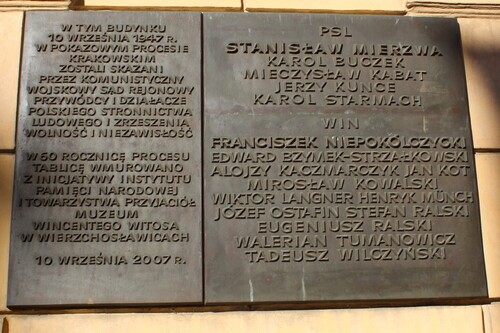 W TYM BUDYNKU
10 WRZEŚNIA 1947 R.
W POKAZOWYM PROCESIE
KRAKOWSKIM
ZOSTALI SKAZANI
PRZEZ KOMUNISTYCZNY
WOJSKOWY SĄD REJONOWY
PRZYWÓDCY I DZIAŁACZE
POLSKIEGO STRONNICTWA
LUDOWEGO I ZRZESZENIA
WOLNOŚĆ I NIEZAWISŁOŚĆ
W 60 ROCZNICĘ PROCESU
TABLICĘ WMUROWANO
Z INICJATYWY INSTYTUTU
PAMIĘCI NARODOWEJ
I TOWARZYSTWA PRZYJACIÓŁ
MUZEUM
WINCENTEGO WITOSA
W WIERZCHOSŁAWICACH
10 WRZEŚNIA 2007 R.
PSL
STANISŁAW MIERZWA
KAROL BUCZEK
MIECZYSŁAW KABAT
JERZY KUNCE
KAROL STARMACH
WIN
FRANCISZEK NIEPOKÓLCZYCKI
EDWARD BZYMEK-STRZAŁKOWSKI
ALOJZY KACZMARCZYK JAN KOT
MIROSŁAW KOWALSKI
WIKTOR LANGNER HENRYK MÜNCH
JÓZEF OSTAFIN STEFAN RALSKI
EUGENIUSZ RALSKI
WALERIAN TUMANOWICZ
TADEUSZ WILCZYŃSKI